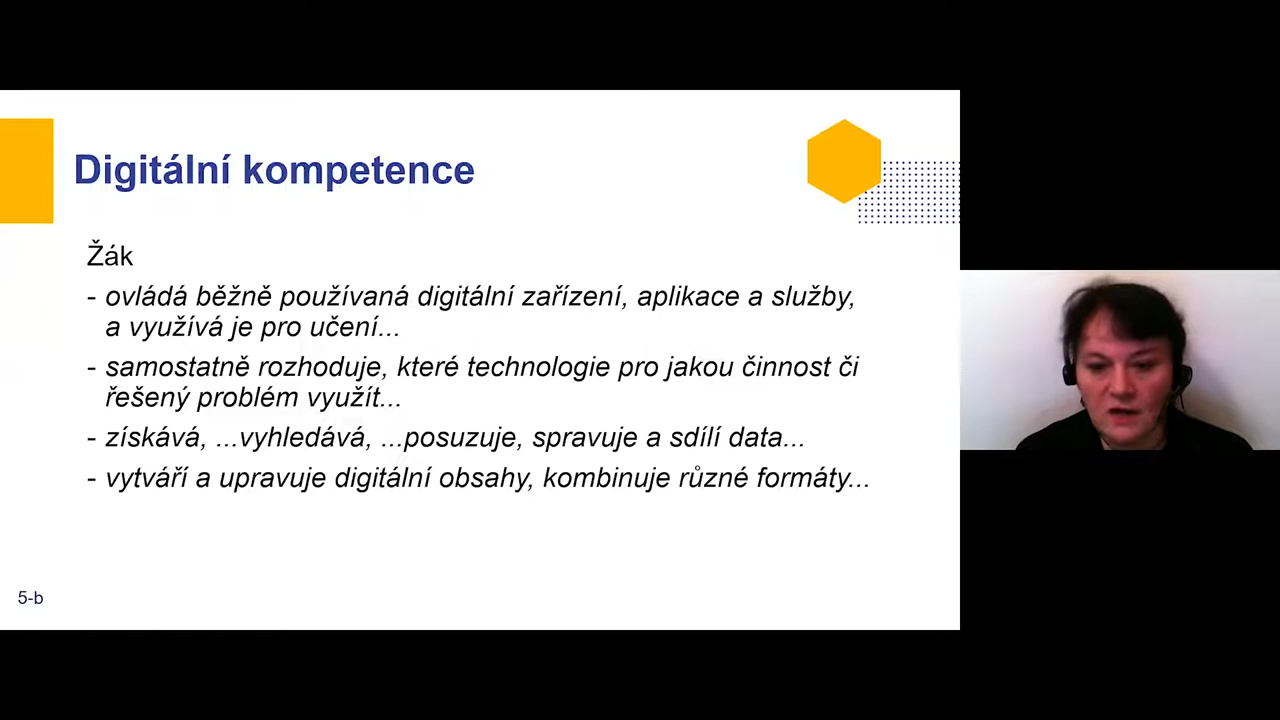 Digitální kompetence
Žák
- ovládá běžně používaná digitální zařízení, aplikace a služby,
a využívá je pro učení...
- samostatně rozhoduje, které technologie pro jakou činnost či
řešený problém využít...
- získává, ...vyhledává, ...posuzuje, spravuje a sdílí data...
- vytváří a upravuje digitální obsahy, kombinuje různé formáty...
5-b